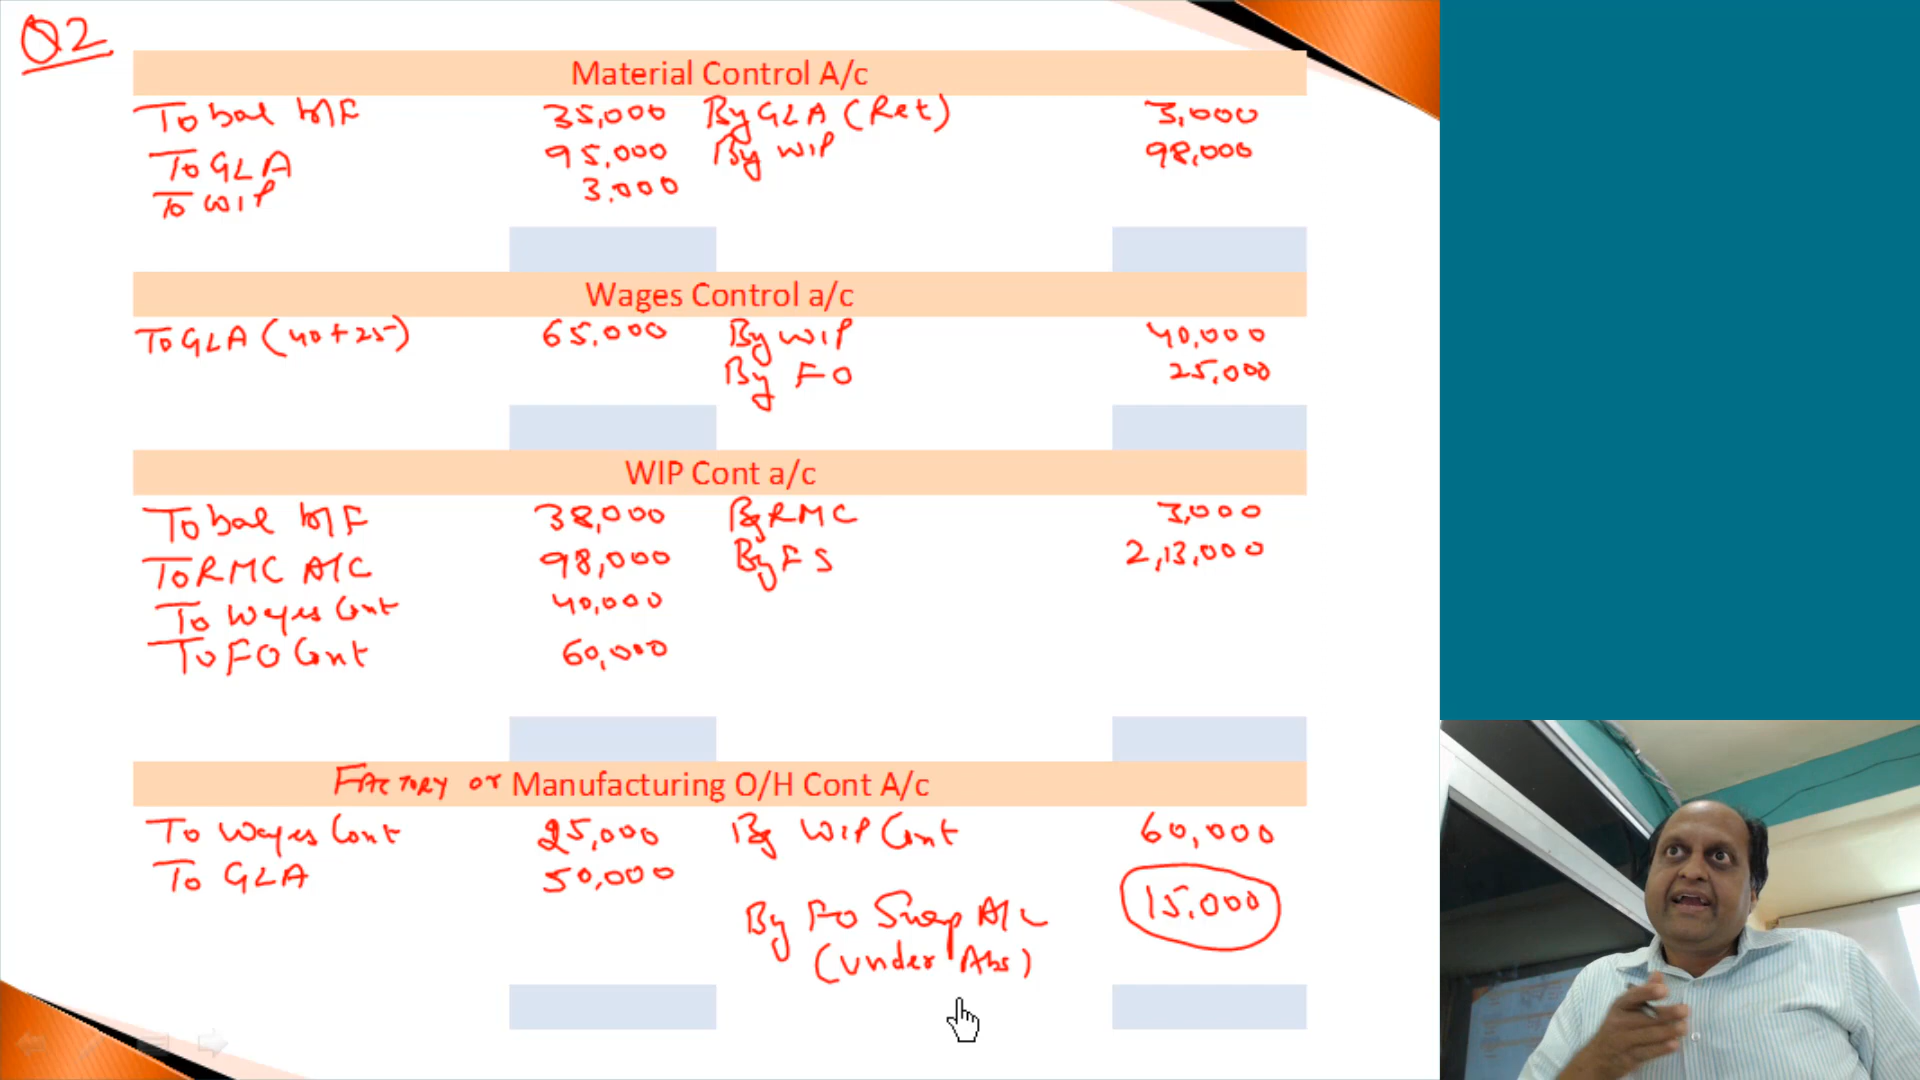 Q2
Material Control A/c
To bal b/F 35,000 By GLA (Ret) 3,000
To GLA 95,000 By WIP 98,000
To WIP 3,000
Wages Control a/c
To GLA (40+25) 65,000 By WIP 40,000
By FO 25,000
WIP Cont a/c
To bal b/F 38,000 By RMC 3,000
To RMC A/C 98,000 By FS 2,13,000
To Wages Cont 40,000
To FO Cont 60,000
FACTORY or Manufacturing O/H Cont A/c
To Wages Cont 25,000 By WIP Cont 60,000
To GLA 50,000
By FO Susp A/C 15,000
(under Abs)